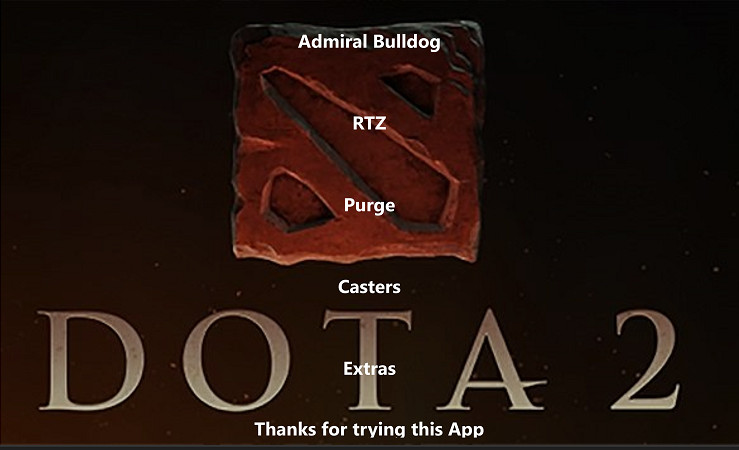 Admiral Bulldog
RTZ
Purge
Casters
DOTA 2
Extras
Thanks for trying this App